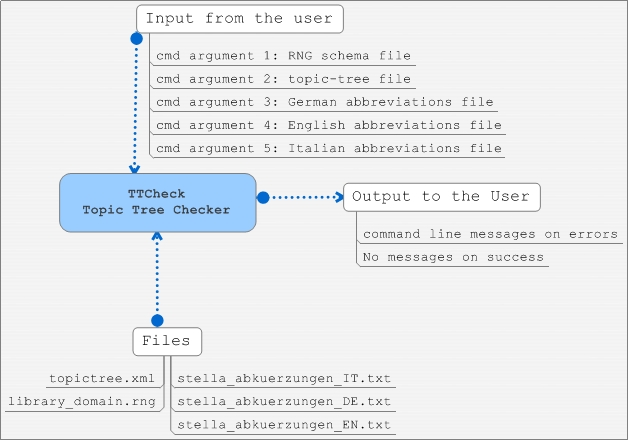 Input from the user
cmd argument 1: RNG schema file
cmd argument 2: topic-tree file
cmd argument 3: German abbreviations file
cmd argument 4: English abbreviations file
cmd argument 5: Italian abbreviations file
TTCheck
Topic Tree Checker
Output to the User
command line messages on errors
No messages on success
Files
topictree.xml
library_domain.rng
stella_abkuerzungen_IT.txt
stella_abkuerzungen_DE.txt
stella_abkuerzungen_EN.txt